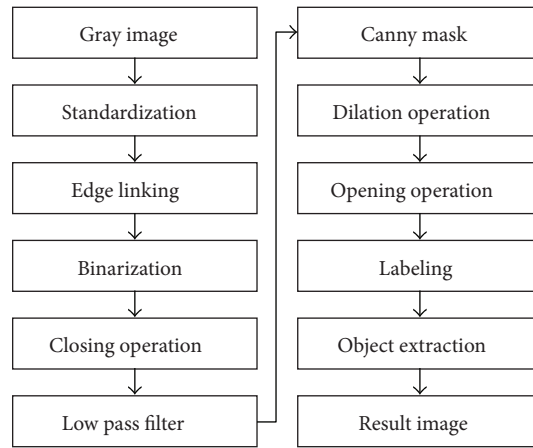 Gray image
Standardization
Edge linking
Binarization
Closing operation
Low pass filter
Canny mask
Dilation operation
Opening operation
Labeling
Object extraction
Result image